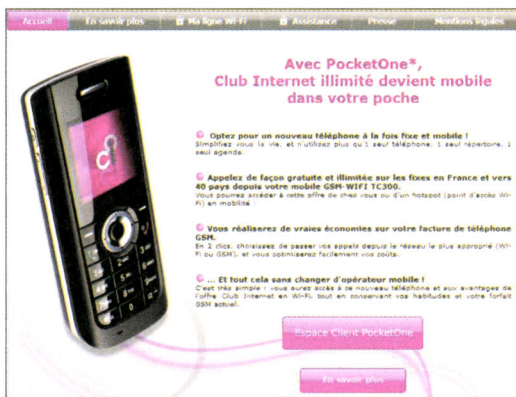 Accueil En savoir plus Ma ligne Wi-Fi Assistance Presse Mentions légales
Avec PocketOne*,
Club Internet illimité devient mobile
dans votre poche
Optez pour un nouveau téléphone à la fois fixe et mobile !
Simplifiez vous la vie, et n'utilisez plus qu'1 seul téléphone, 1 seul répertoire, 1
seul agenda.
Appelez de façon gratuite et illimitée sur les fixes en France et vers
40 pays depuis votre mobile GSM-WIFI TC300.
Vous pourrez accéder à cette offre de chez vous ou d'un hotspot (point d'accès Wi-
Fi) en mobilité
Vous réaliserez de vraies économies sur votre facture de téléphone
GSM.
En 2 clics, choisissez de passer vos appels depuis le réseau le plus approprié (Wi-
Fi ou GSM), et vous optimiserez facilement vos coûts.
... Et tout cela sans changer d'opérateur mobile !
C'est très simple : vous aurez accès à ce nouveau téléphone et aux avantages de
l'offre Club Internet en Wi-Fi, tout en conservant vos habitudes et votre forfait
GSM actuel.
Espace Client PocketOne
En savoir plus